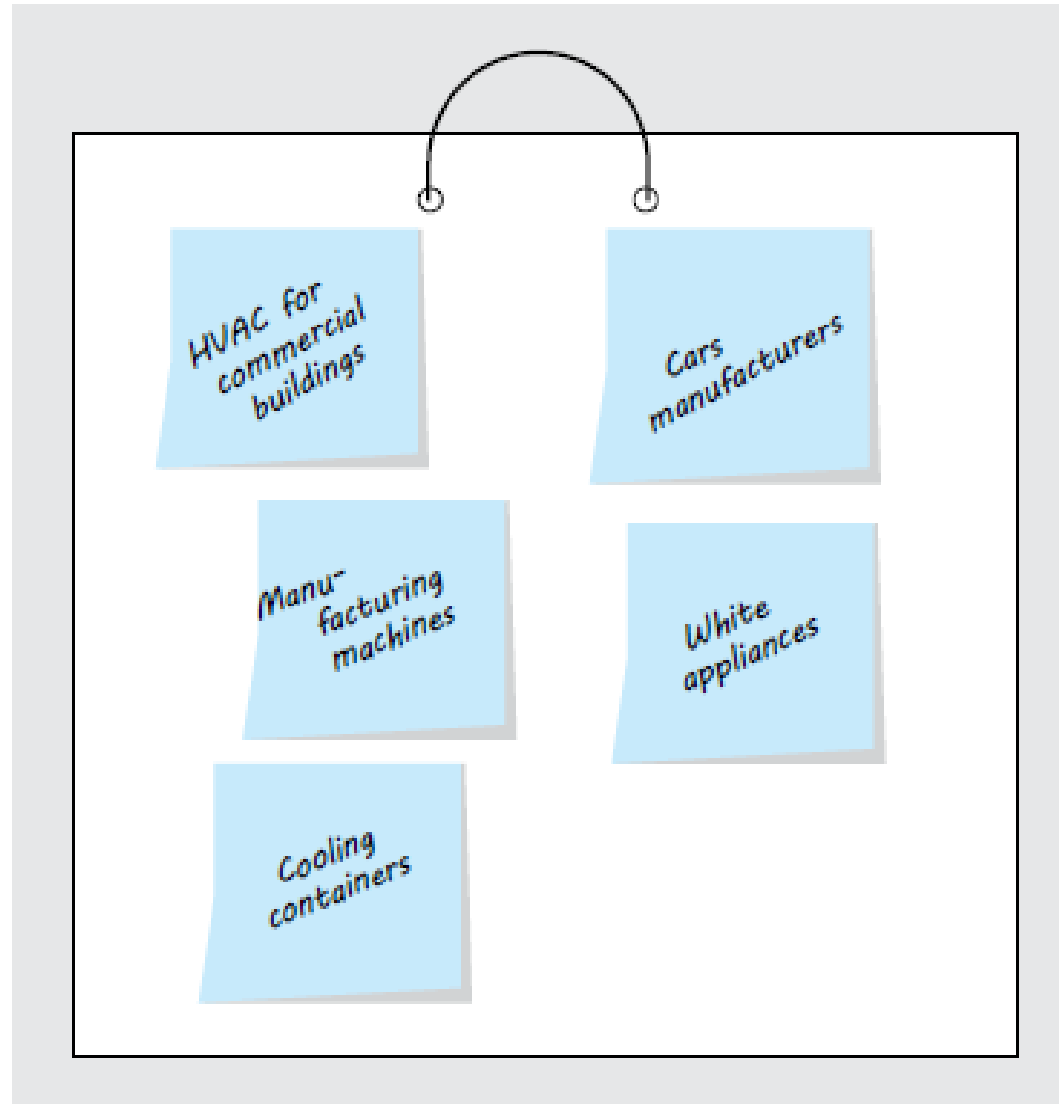 HVAC for
commercial
buildings
Cars
manufacturers
Manu-
facturing
machines
White
appliances
Cooling
containers